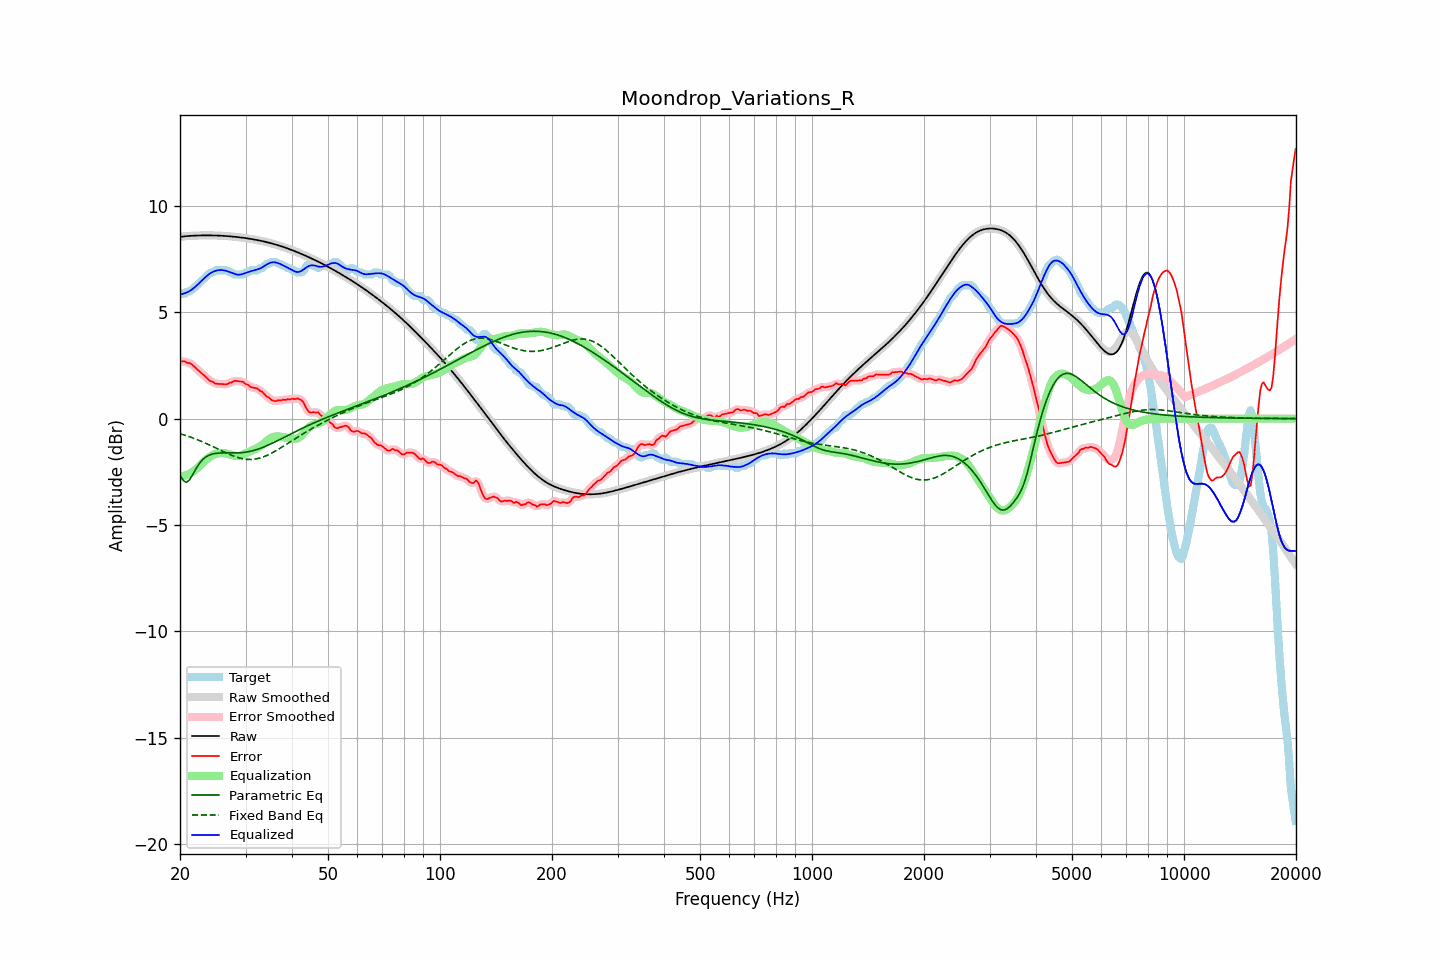 Moondrop_Variations_R
Amplitude (dBr)
10
5
0
−5
−10
−15
−20
Target
Raw Smoothed
Error Smoothed
Raw
Error
Equalization
Parametric Eq
Fixed Band Eq
Equalized
20 50 100 200 500 1000 2000 5000 10000 20000
Frequency (Hz)